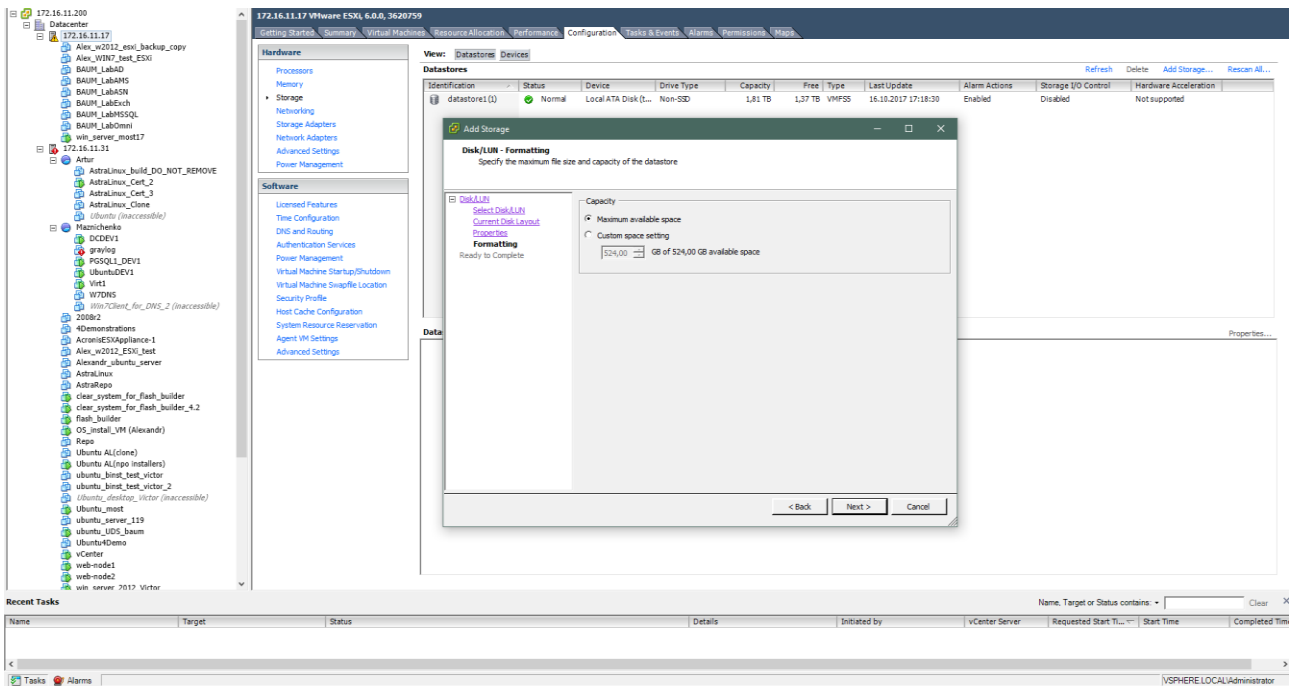 172.16.11.200
Datacenter
172.16.11.17
Alex_w2012_esxi_backup_copy
Alex_WIN7_test_ESXi
BAUM_LabAD
BAUM_LabAMS
BAUM_LabASN
BAUM_LabExch
BAUM_LabMSSQL
BAUM_LabOmni
win_server_most17
172.16.11.31
Artur
AstraLinux_build_DO_NOT_REMOVE
AstraLinux_Cert_2
AstraLinux_Cert_3
AstraLinux_Clone
Ubuntu (inaccessible)
Maznichenko
DCDEV1
graylog
PGSQL1_DEV1
UbuntuDEV1
Virt1
W7DNS
Win7Client_for_DNS_2 (inaccessible)
2008r2
4Demonstrations
AcronisESXAppliance-1
Alex_w2012_ESXi_test
Alexandr_ubuntu_server
AstraLinux
AstraRepo
clear_system_for_flash_builder
clear_system_for_flash_builder_4.2
flash_builder
OS_install_VM (Alexandr)
Repo
Ubuntu AL(clone)
Ubuntu AL(npo installers)
ubuntu_binst_test_victor
ubuntu_binst_test_victor_2
Ubuntu_desktop_Victor (inaccessible)
Ubuntu_most
ubuntu_server_119
ubuntu_UDS_baum
Ubuntu4Demo
vCenter
web-node1
web-node2
win_server_2012_Victor
172.16.11.17 VMware ESXi, 6.0.0, 3620759
Getting Started Summary Virtual Machines Resource Allocation Performance Configuration Tasks & Events Alarms Permissions Maps
Hardware
Processors
Memory
Storage
Networking
Storage Adapters
Network Adapters
Advanced Settings
Power Management
Software
Licensed Features
Time Configuration
DNS and Routing
Authentication Services
Power Management
Virtual Machine Startup/Shutdown
Virtual Machine Swapfile Location
Security Profile
Host Cache Configuration
System Resource Reservation
Agent VM Settings
Advanced Settings
View: Datastores Devices
Datastores Refresh Delete Add Storage... Rescan All...
Identification Status Device Drive Type Capacity Free Type Last Update Alarm Actions Storage I/O Control Hardware Acceleration
datastore1 (1) Normal Local ATA Disk (t... Non-SSD 1,81 TB 1,37 TB VMFS5 16.10.2017 17:18:30 Enabled Disabled Not supported
Data
Properties...
Add Storage
Disk/LUN - Formatting
Specify the maximum file size and capacity of the datastore
Disk/LUN
Select Disk/LUN
Current Disk Layout
Properties
Formatting
Ready to Complete
Capacity
Maximum available space
Custom space setting
524,00 GB of 524,00 GB available space
< Back Next > Cancel
Recent Tasks Name, Target or Status contains: Clear
Name Target Status Details Initiated by vCenter Server Requested Start Ti... Start Time Completed Time
Tasks Alarms VSPHERE.LOCAL\Administrator